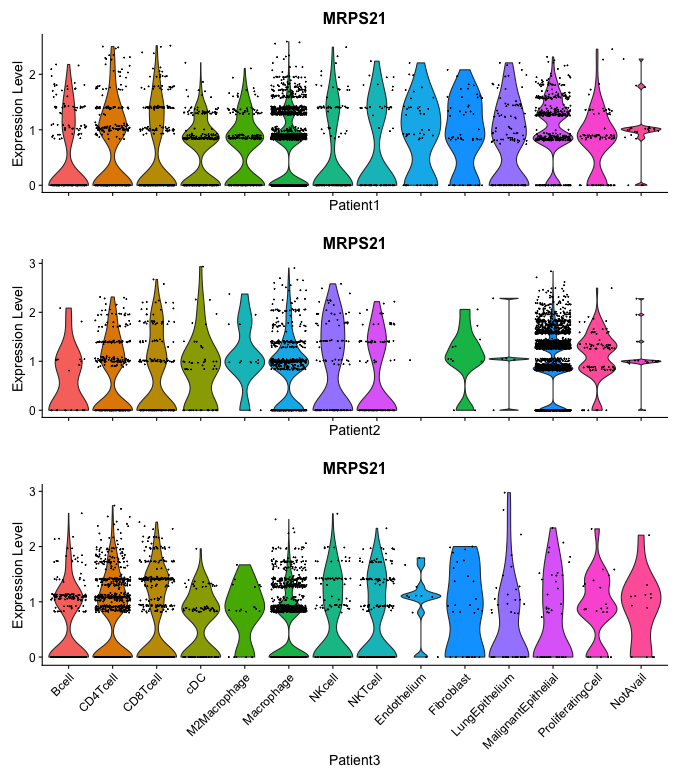 MRPS21
Expression Level
2
1
0
Patient1
MRPS21
Expression Level
3
2
1
0
Patient2
MRPS21
Expression Level
3
2
1
0
Bcell
CD4Tcell
CD8Tcell
cDC
M2Macrophage
Macrophage
NKcell
NKTcell
Endothelium
Fibroblast
LungEpithelium
MalignantEpithelial
ProliferatingCell
NotAvail
Patient3